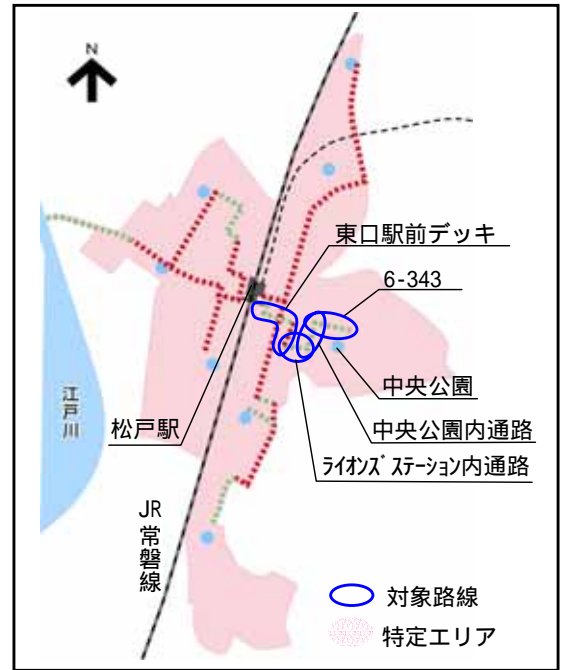 N
東口駅前デッキ
6-343
中央公園
中央公園内通路
ライオンズステーション内通路
松戸駅
江戸川
JR常磐線
対象路線
特定エリア